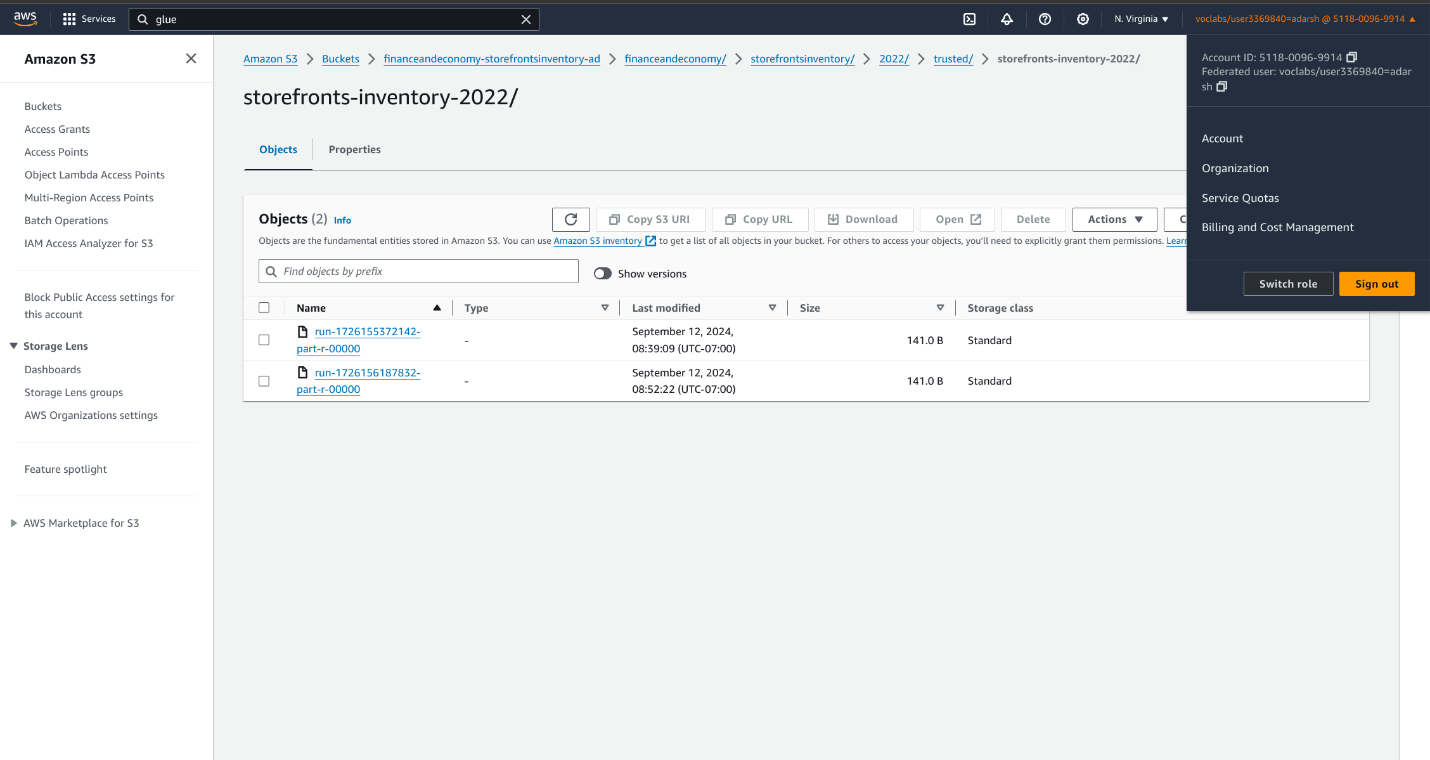 aws
Services
glue
N. Virginia
voclabs/user3369840=adarsh @ 5118-0096-9914
Amazon S3
Buckets
Access Grants
Access Points
Object Lambda Access Points
Multi-Region Access Points
Batch Operations
IAM Access Analyzer for S3
Block Public Access settings for
this account
Storage Lens
Dashboards
Storage Lens groups
AWS Organizations settings
Feature spotlight
AWS Marketplace for S3
Amazon S3 > Buckets > financeandeconomy-storefrontsinventory-ad > financeandeconomy/ > storefrontsinventory/ > 2022/ > trusted/ > storefronts-inventory-2022/
storefronts-inventory-2022/
Objects
Properties
Objects (2) Info
Copy S3 URI
Copy URL
Download
Open
Delete
Actions
C
Objects are the fundamental entities stored in Amazon S3. You can use Amazon S3 inventory to get a list of all objects in your bucket. For others to access your objects, you'll need to explicitly grant them permissions. Learn
Find objects by prefix
Show versions
Name Type Last modified Size Storage class
run-1726155372142-
part-r-00000
-
September 12, 2024,
08:39:09 (UTC-07:00)
141.0 B
Standard
run-1726156187832-
part-r-00000
-
September 12, 2024,
08:52:22 (UTC-07:00)
141.0 B
Standard
Account ID: 5118-0096-9914
Federated user: voclabs/user3369840=adar
sh
Account
Organization
Service Quotas
Billing and Cost Management
Switch role
Sign out